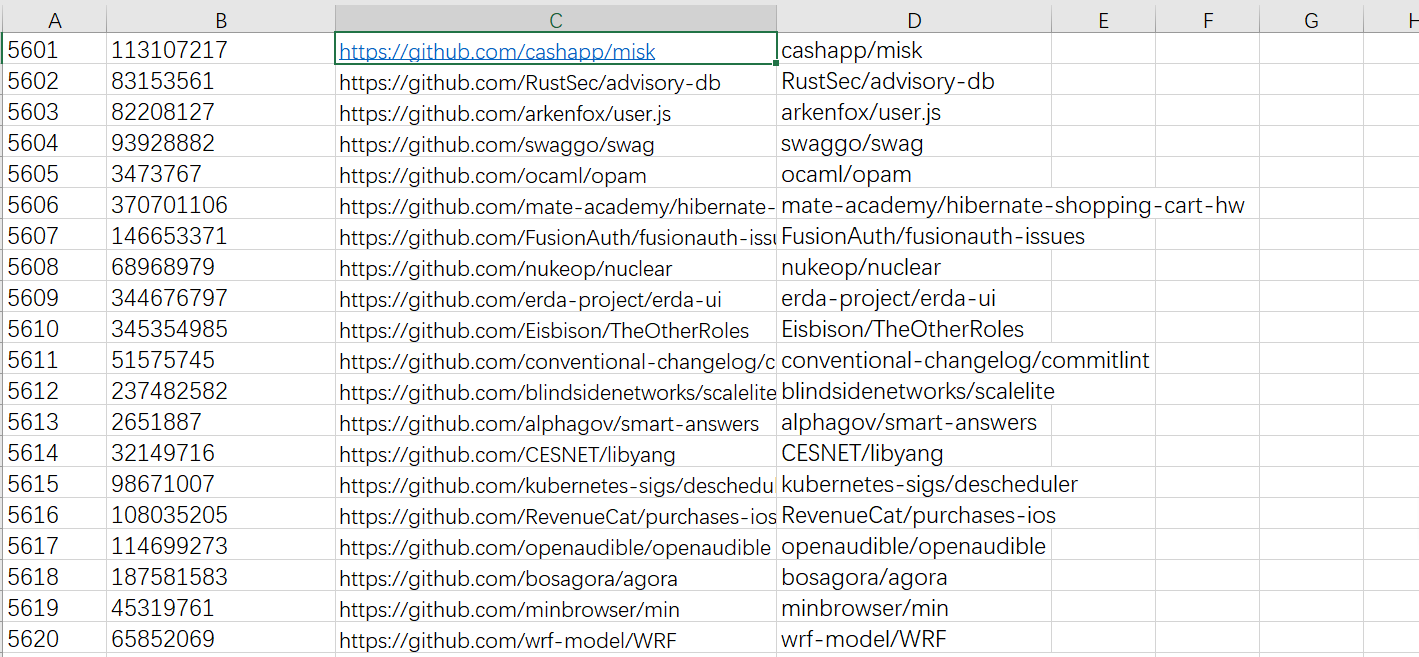 A B C D E F G H
5601 113107217 https://github.com/cashapp/misk cashapp/misk
5602 83153561 https://github.com/RustSec/advisory-db RustSec/advisory-db
5603 82208127 https://github.com/arkenfox/user.js arkenfox/user.js
5604 93928882 https://github.com/swaggo/swag swaggo/swag
5605 3473767 https://github.com/ocaml/opam ocaml/opam
5606 370701106 https://github.com/mate-academy/hibernate- mate-academy/hibernate-shopping-cart-hw
5607 146653371 https://github.com/FusionAuth/fusionauth-issu FusionAuth/fusionauth-issues
5608 68968979 https://github.com/nukeop/nuclear nukeop/nuclear
5609 344676797 https://github.com/erda-project/erda-ui erda-project/erda-ui
5610 345354985 https://github.com/Eisbison/TheOtherRoles Eisbison/TheOtherRoles
5611 51575745 https://github.com/conventional-changelog/c conventional-changelog/commitlint
5612 237482582 https://github.com/blindsidenetworks/scalelite blindsidenetworks/scalelite
5613 2651887 https://github.com/alphagov/smart-answers alphagov/smart-answers
5614 32149716 https://github.com/CESNET/libyang CESNET/libyang
5615 98671007 https://github.com/kubernetes-sigs/deschedu kubernetes-sigs/descheduler
5616 108035205 https://github.com/RevenueCat/purchases-ios RevenueCat/purchases-ios
5617 114699273 https://github.com/openaudible/openaudible openaudible/openaudible
5618 187581583 https://github.com/bosagora/agora bosagora/agora
5619 45319761 https://github.com/minbrowser/min minbrowser/min
5620 65852069 https://github.com/wrf-model/WRF wrf-model/WRF